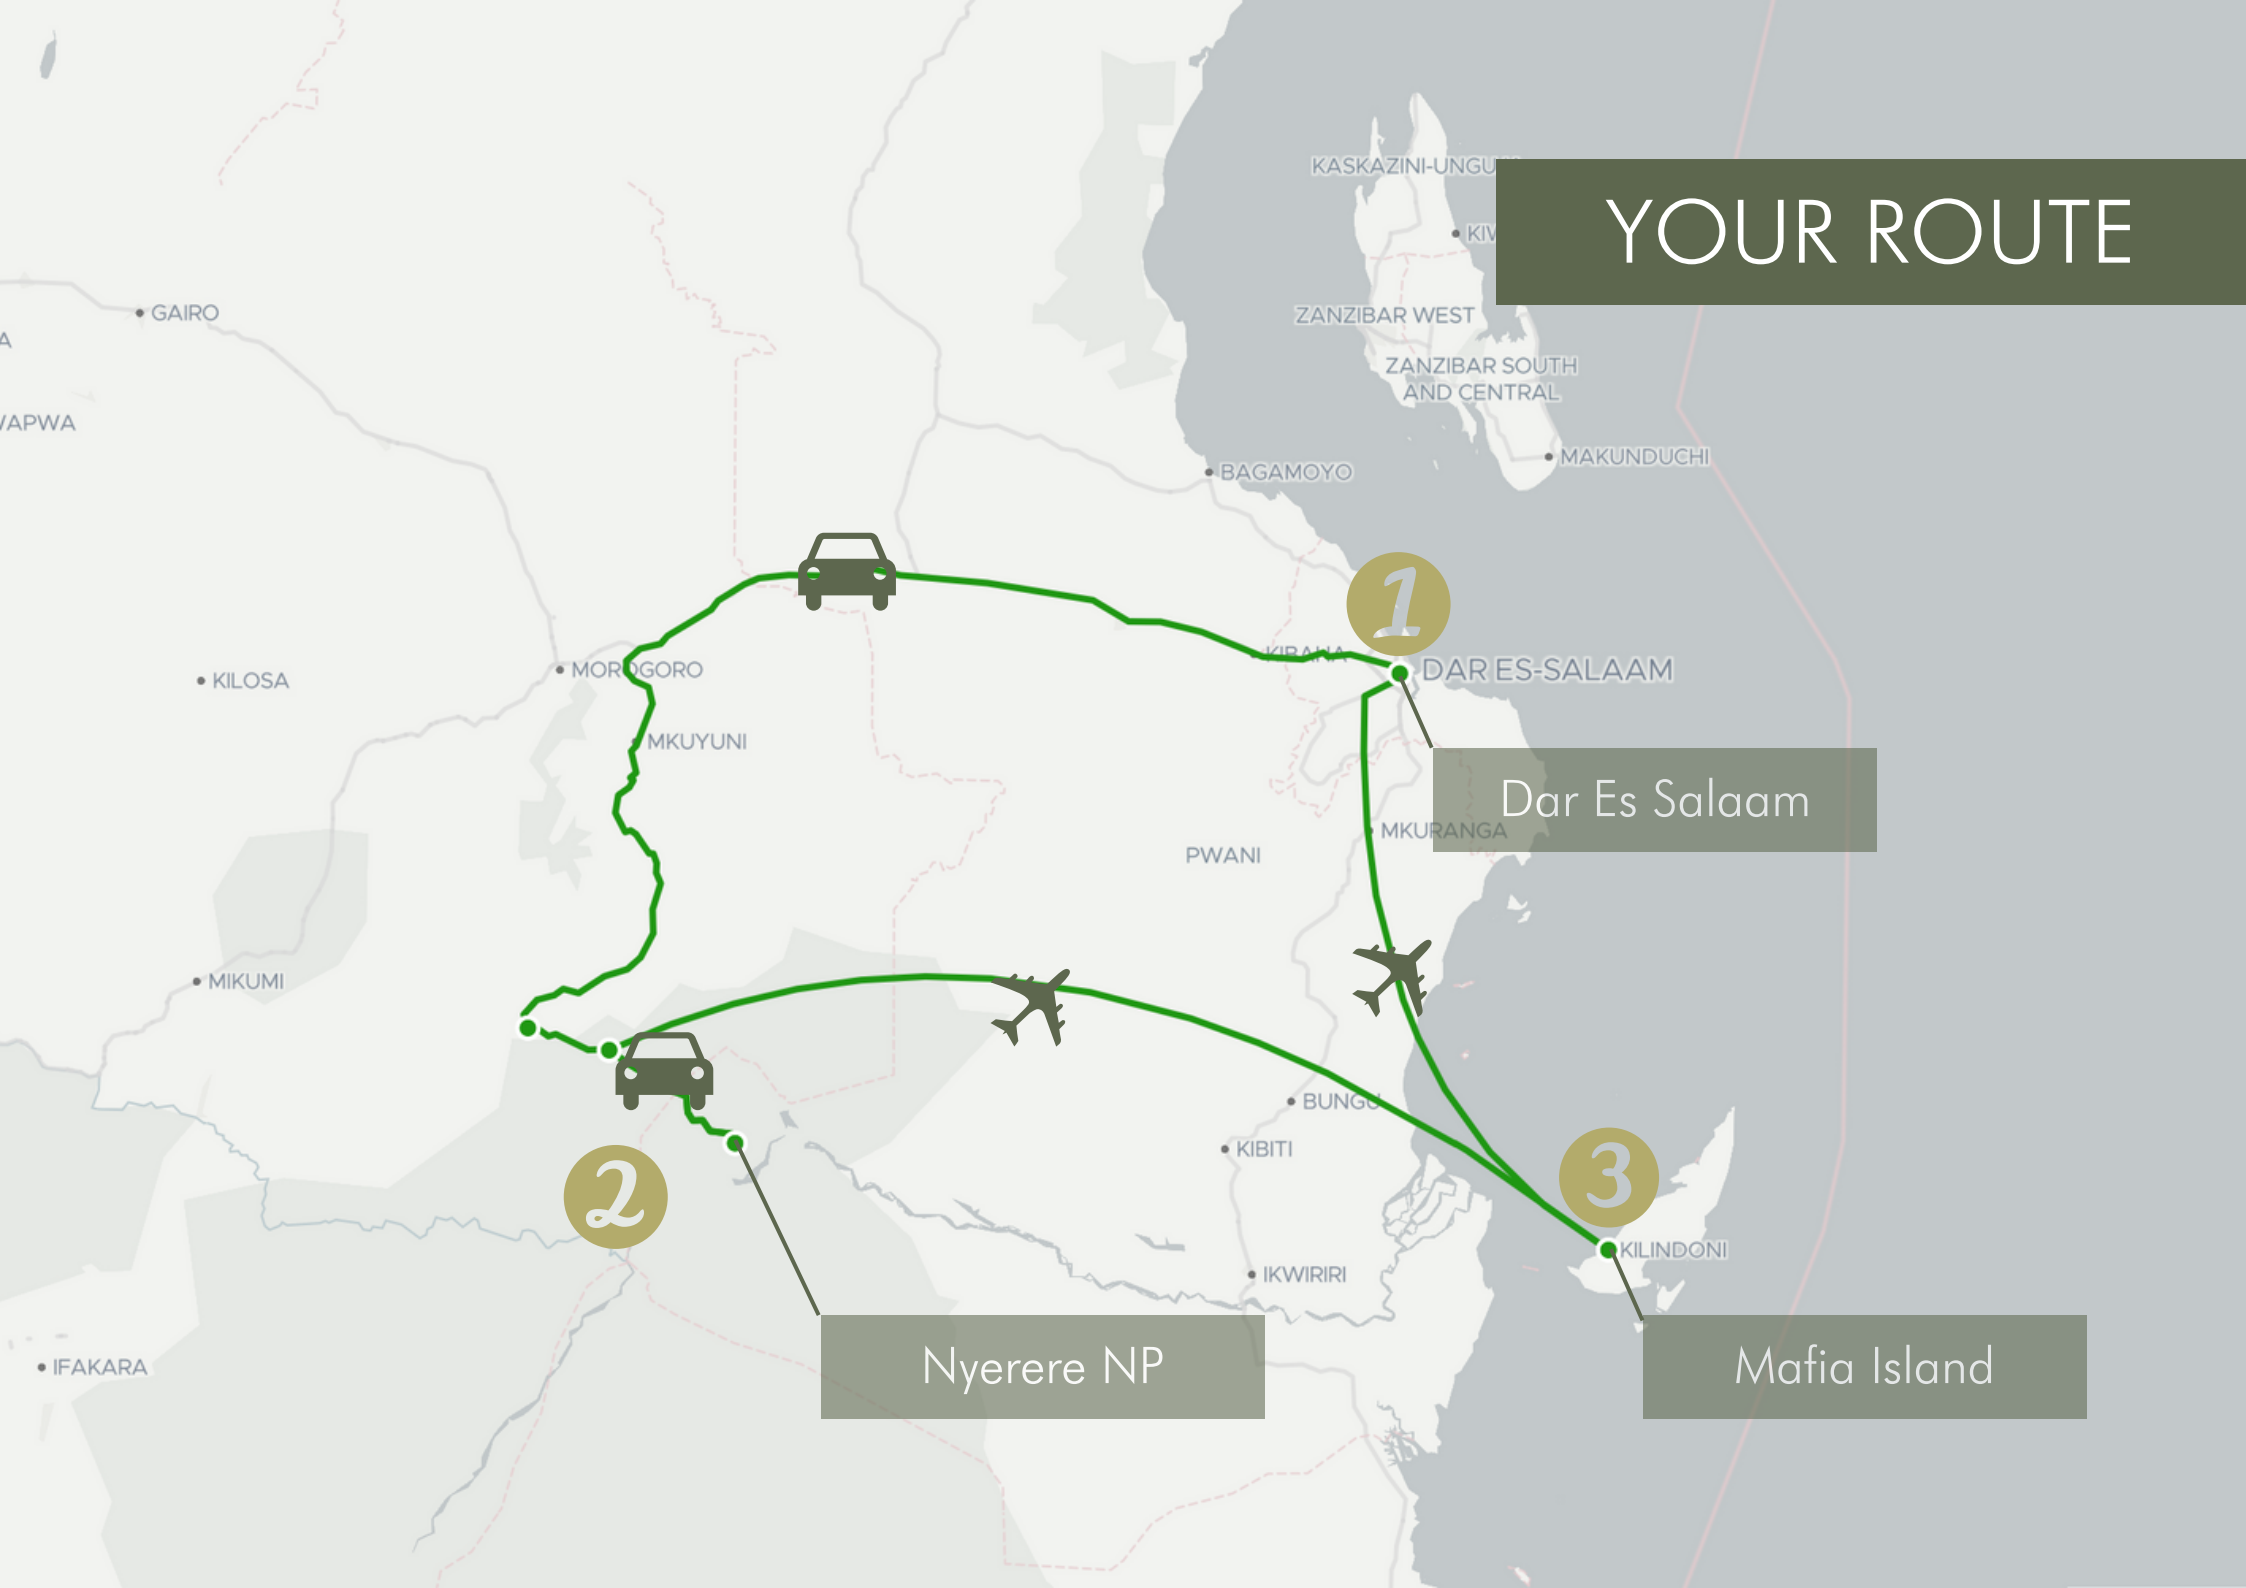 KASKAZINI-UNGU
YOUR ROUTE
GAIRO
ZANZIBAR WEST
ZANZIBAR SOUTH
AND CENTRAL
BAGAMOYO
MAKUNDUCHI
1
KIBAHA
MOROGORO
DAR ES-SALAAM
KILOSA
MKUYUNI
Dar Es Salaam
MKURANGA
PWANI
MIKUMI
BUNGU
KIBITI
2
3
KILINDONI
IKWIRIRI
IFAKARA
Nyerere NP
Mafia Island